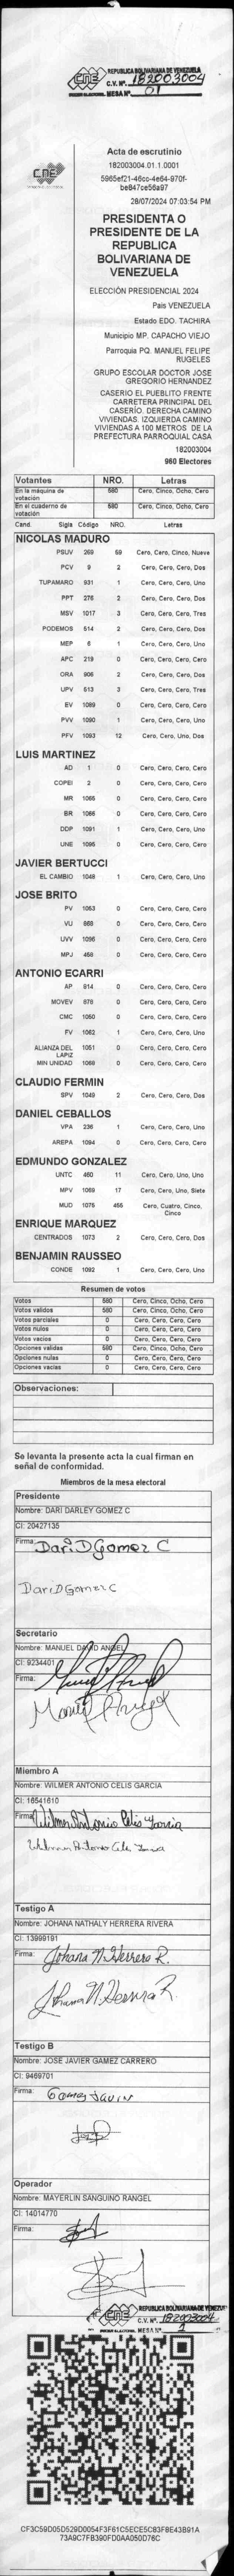 REPUBLICA BOLIVARIANA DE VENEZUELA
CNE
C.V. Nº. 182003004
PODER ELECTORAL MESA Nº 01
Acta de escrutinio
CNE
182003004.01.1.0001
5965ef21-46cc-4e64-970f-
be847ce56a97
28/07/2024 07:03:54 PM
PRESIDENTA O
PRESIDENTE DE LA
REPUBLICA
BOLIVARIANA DE
VENEZUELA
ELECCIÓN PRESIDENCIAL 2024
Pais VENEZUELA
Estado EDO. TACHIRA
Municipio MP. CAPACHO VIEJO
Parroquia PQ. MANUEL FELIPE
RUGELES
GRUPO ESCOLAR DOCTOR JOSE
GREGORIO HERNANDEZ
CASERIO EL PUEBLITO FRENTE
CARRETERA PRINCIPAL DEL
CASERÍO. DERECHA CAMINO
VIVIENDAS. IZQUIERDA CAMINO
VIVIENDAS A 100 METROS DE LA
PREFECTURA PARROQUIAL CASA
182003004
960 Electores
Votantes NRO. Letras
En la máquina de votación 580 Cero, Cinco, Ocho, Cero
En el cuaderno de votación 580 Cero, Cinco, Ocho, Cero
Cand. Sigla Código NRO. Letras
NICOLAS MADURO
PSUV 269 59 Cero, Cero, Cinco, Nueve
PCV 9 2 Cero, Cero, Cero, Dos
TUPAMARO 931 1 Cero, Cero, Cero, Uno
PPT 276 2 Cero, Cero, Cero, Dos
MSV 1017 3 Cero, Cero, Cero, Tres
PODEMOS 514 2 Cero, Cero, Cero, Dos
MEP 6 1 Cero, Cero, Cero, Uno
APC 219 0 Cero, Cero, Cero, Cero
ORA 906 2 Cero, Cero, Cero, Dos
UPV 513 3 Cero, Cero, Cero, Tres
EV 1089 0 Cero, Cero, Cero, Cero
PVV 1090 1 Cero, Cero, Cero, Uno
PFV 1093 12 Cero, Cero, Uno, Dos
LUIS MARTINEZ
AD 1 0 Cero, Cero, Cero, Cero
COPEI 2 0 Cero, Cero, Cero, Cero
MR 1065 0 Cero, Cero, Cero, Cero
BR 1066 0 Cero, Cero, Cero, Cero
DDP 1091 1 Cero, Cero, Cero, Uno
UNE 1095 0 Cero, Cero, Cero, Cero
JAVIER BERTUCCI
EL CAMBIO 1048 1 Cero, Cero, Cero, Uno
JOSE BRITO
PV 1053 0 Cero, Cero, Cero, Cero
VU 868 0 Cero, Cero, Cero, Cero
UVV 1096 0 Cero, Cero, Cero, Cero
MPJ 458 0 Cero, Cero, Cero, Cero
ANTONIO ECARRI
AP 814 0 Cero, Cero, Cero, Cero
MOVEV 878 0 Cero, Cero, Cero, Cero
CMC 1050 0 Cero, Cero, Cero, Cero
FV 1062 1 Cero, Cero, Cero, Uno
ALIANZA DEL LAPIZ 1051 0 Cero, Cero, Cero, Cero
MIN UNIDAD 1068 0 Cero, Cero, Cero, Cero
CLAUDIO FERMIN
SPV 1049 2 Cero, Cero, Cero, Dos
DANIEL CEBALLOS
VPA 236 1 Cero, Cero, Cero, Uno
AREPA 1094 0 Cero, Cero, Cero, Cero
EDMUNDO GONZALEZ
UNTC 460 11 Cero, Cero, Uno, Uno
MPV 1069 17 Cero, Cero, Uno, Siete
MUD 1075 455 Cero, Cuatro, Cinco,
Cinco
ENRIQUE MARQUEZ
CENTRADOS 1073 2 Cero, Cero, Cero, Dos
BENJAMIN RAUSSEO
CONDE 1092 1 Cero, Cero, Cero, Uno
Resumen de votos
Votos 580 Cero, Cinco, Ocho, Cero
Votos validos 580 Cero, Cinco, Ocho, Cero
Votos parciales 0 Cero, Cero, Cero, Cero
Votos nulos 0 Cero, Cero, Cero, Cero
Votos vacios 0 Cero, Cero, Cero, Cero
Opciones validas 580 Cero, Cinco, Ocho, Cero
Opciones nulas 0 Cero, Cero, Cero, Cero
Opciones vacias 0 Cero, Cero, Cero, Cero
Observaciones:
Se levanta la presente acta la cual firman en
señal de conformidad.
Miembros de la mesa electoral
Presidente
Nombre: DARI DARLEY GOMEZ C
CI: 20427135
Firma: Dari D Gomez C
Dari D Gomez C
Secretario
Nombre: MANUEL DAVID ANGEL
CI: 9234401
Firma:
Manuel Angel
Miembro A
Nombre: WILMER ANTONIO CELIS GARCIA
CI: 16541610
Firma: Wilmer Antonio Celis Garcia
Wilmer Antonio Celis Garcia
Testigo A
Nombre: JOHANA NATHALY HERRERA RIVERA
CI: 13999191
Firma: Johana N. Herrera R.
Johana N. Herrera R.
Testigo B
Nombre: JOSE JAVIER GAMEZ CARRERO
CI: 9469701
Firma: Gamez Javier
Operador
Nombre: MAYERLIN SANGUINO RANGEL
CI: 14014770
Firma:
REPUBLICA BOLIVARIANA DE VENEZUELA
CNE
C.V. Nº. 182003004
PODER ELECTORAL MESA Nº 1
CF3C59D05D529D0054F3F61C5ECE5C83F8E43B91A
73A9C7FB390FD0AA050D76C